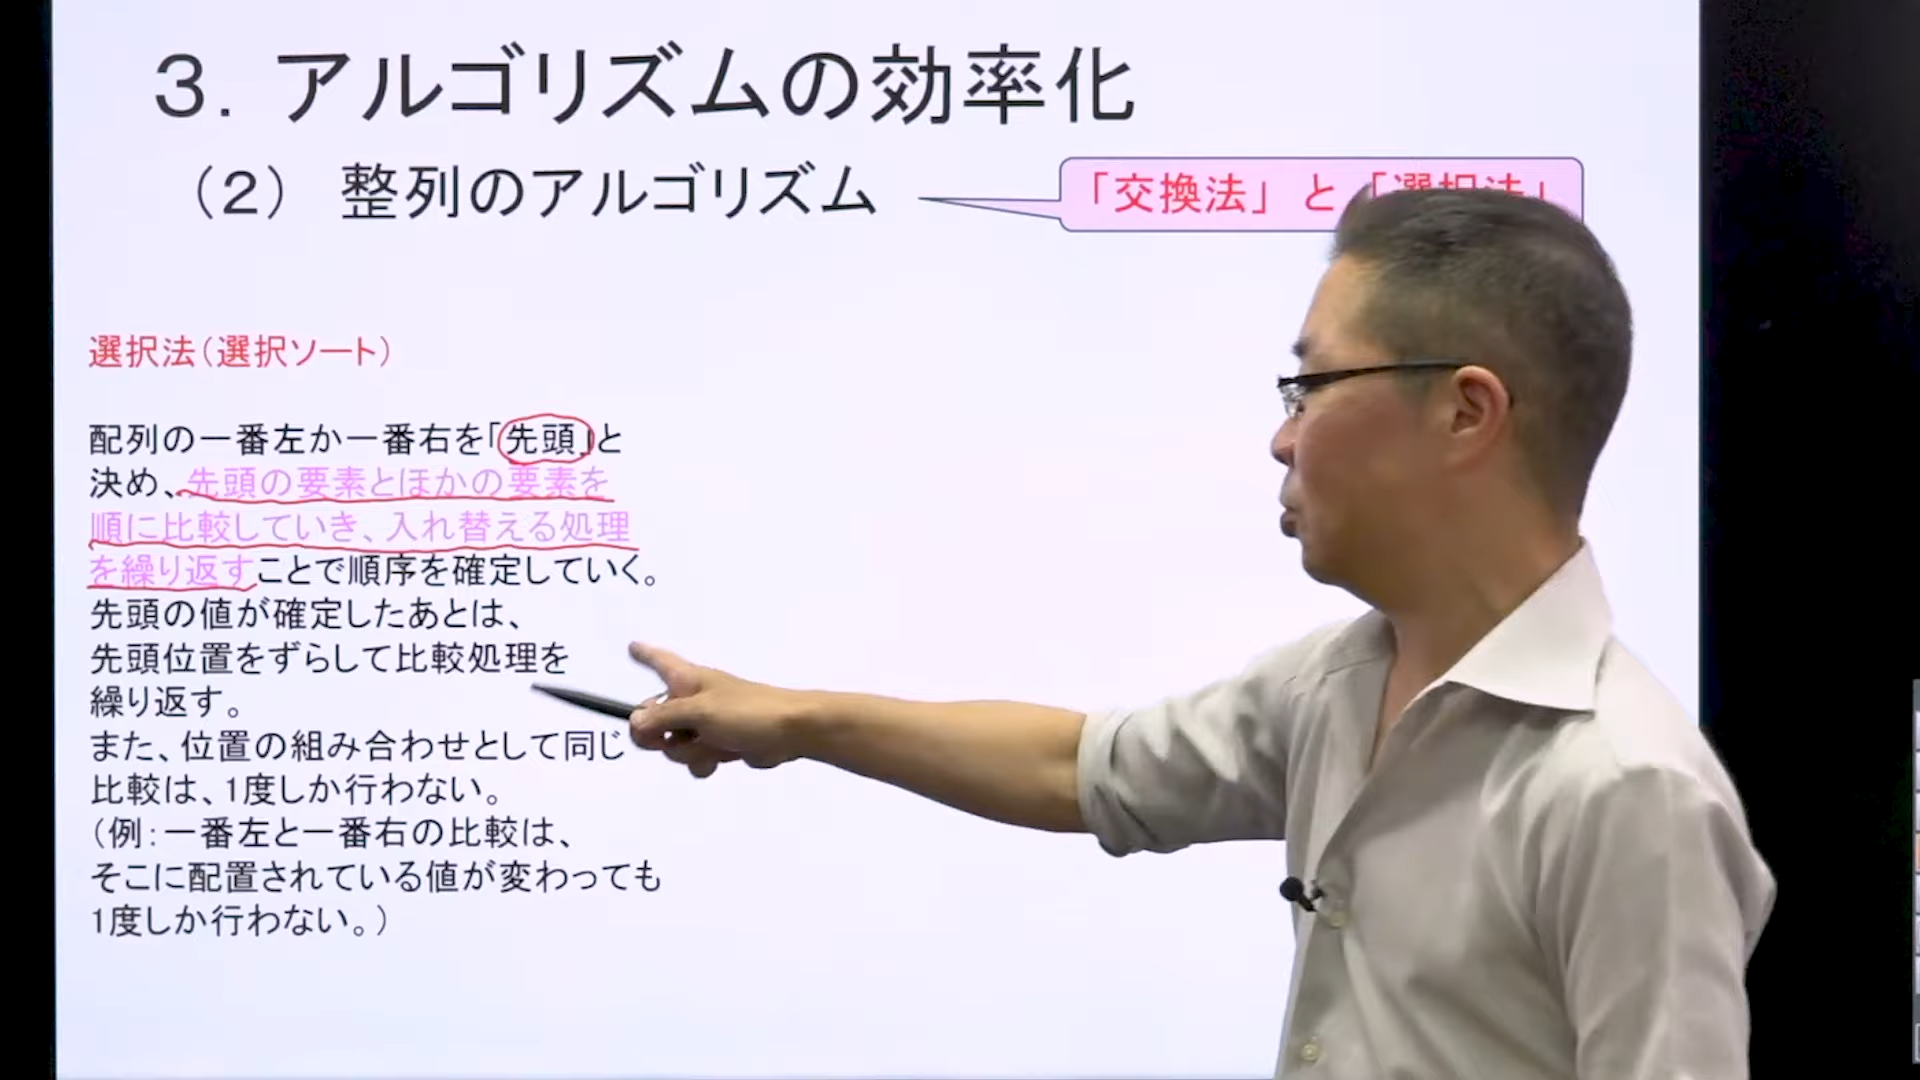 ３．アルゴリズムの効率化
（２） 整列のアルゴリズム
「交換法」と「選択法」
選択法（選択ソート）
配列の一番左か一番右を「先頭」と
決め、先頭の要素とほかの要素を
順に比較していき、入れ替える処理
を繰り返すことで順序を確定していく。
先頭の値が確定したあとは、
先頭位置をずらして比較処理を
繰り返す。
また、位置の組み合わせとして同じ
比較は、1度しか行わない。
（例：一番左と一番右の比較は、
そこに配置されている値が変わっても
1度しか行わない。）